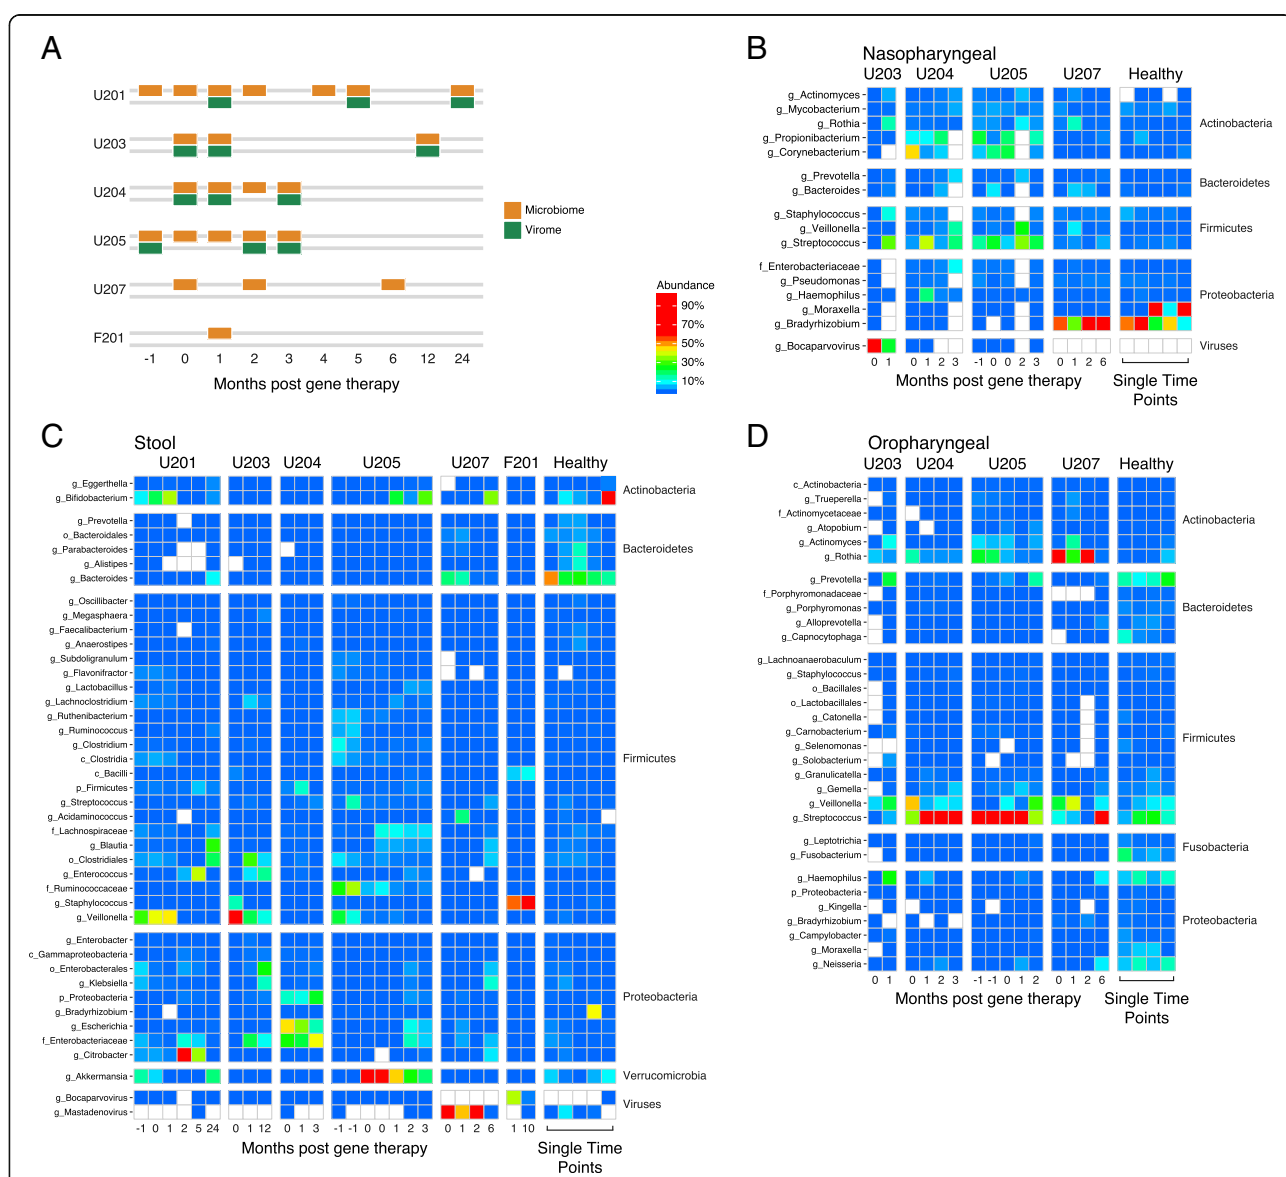 A
U201
U203
U204
U205
U207
F201
-1 0 1 2 3 4 5 6 12 24
Months post gene therapy
Microbiome
Virome
Abundance
90%
70%
50%
30%
10%
B
Nasopharyngeal
U203 U204 U205 U207 Healthy
g_Actinomyces
g_Mycobacterium
g_Rothia
g_Propionibacterium
g_Corynebacterium
Actinobacteria
g_Prevotella
g_Bacteroides
Bacteroidetes
g_Staphylococcus
g_Veillonella
g_Streptococcus
Firmicutes
f_Enterobacteriaceae
g_Pseudomonas
g_Haemophilus
g_Moraxella
g_Bradyrhizobium
Proteobacteria
g_Bocaparvovirus
Viruses
0 1 0 1 2 3 -1 0 0 2 3 0 1 2 6
Months post gene therapy
Single Time
Points
C
Stool
U201 U203 U204 U205 U207 F201 Healthy
g_Eggerthella
g_Bifidobacterium
Actinobacteria
g_Prevotella
o_Bacteroidales
g_Parabacteroides
g_Alistipes
g_Bacteroides
Bacteroidetes
g_Oscillibacter
g_Megasphaera
g_Faecalibacterium
g_Anaerostipes
g_Subdoligranulum
g_Flavonifractor
g_Lactobacillus
g_Lachnoclostridium
g_Ruthenibacterium
g_Ruminococcus
g_Clostridium
c_Clostridia
c_Bacilli
p_Firmicutes
g_Streptococcus
g_Acidaminococcus
f_Lachnospiraceae
g_Blautia
o_Clostridiales
g_Enterococcus
f_Ruminococcaceae
g_Staphylococcus
g_Veillonella
Firmicutes
g_Enterobacter
c_Gammaproteobacteria
o_Enterobacterales
g_Klebsiella
p_Proteobacteria
g_Bradyrhizobium
g_Escherichia
f_Enterobacteriaceae
g_Citrobacter
Proteobacteria
g_Akkermansia
Verrucomicrobia
g_Bocaparvovirus
g_Mastadenovirus
Viruses
-1 0 1 2 5 24 0 1 12 0 1 3 -1 -1 0 0 1 2 3 0 1 2 6 1 10
Months post gene therapy
Single Time
Points
D
Oropharyngeal
U203 U204 U205 U207 Healthy
c_Actinobacteria
g_Trueperella
f_Actinomycetaceae
g_Atopobium
g_Actinomyces
g_Rothia
Actinobacteria
g_Prevotella
f_Porphyromonadaceae
g_Porphyromonas
g_Alloprevotella
g_Capnocytophaga
Bacteroidetes
g_Lachnoanaerobaculum
g_Staphylococcus
o_Bacillales
o_Lactobacillales
g_Catonella
g_Carnobacterium
g_Selenomonas
g_Solobacterium
g_Granulicatella
g_Gemella
g_Veillonella
g_Streptococcus
Firmicutes
g_Leptotrichia
g_Fusobacterium
Fusobacteria
g_Haemophilus
p_Proteobacteria
g_Kingella
g_Bradyrhizobium
g_Campylobacter
g_Moraxella
g_Neisseria
Proteobacteria
0 1 0 1 2 3 -1 -1 0 1 2 0 1 2 6
Months post gene therapy
Single Time
Points